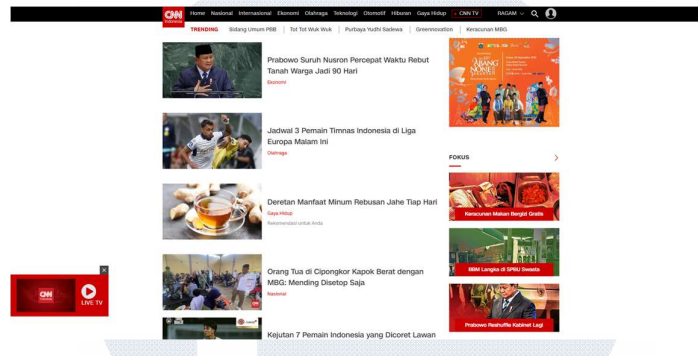 CNN
Indonesia
Home Nasional Internasional Ekonomi Olahraga Teknologi Otomotif Hiburan Gaya Hidup CNN TV RAGAM
TRENDING Sidang Umum PBB Tot Tot Wuk Wuk Purbaya Yudhi Sadewa Greennovation Keracunan MBG
Prabowo Suruh Nusron Percepat Waktu Rebut
Tanah Warga Jadi 90 Hari
Ekonomi
ABANG
NONE
Jadwal 3 Pemain Timnas Indonesia di Liga
Europa Malam Ini
Olahraga
FOKUS
Deretan Manfaat Minum Rebusan Jahe Tiap Hari
Gaya Hidup
Rekomendasi untuk Anda
Keracunan Makan Bergizi Gratis
BBM Langka di SPBU Swasta
Orang Tua di Cipongkor Kapok Berat dengan
MBG: Mending Disetop Saja
Nasional
CNN
LIVE TV
Prabowo Reshuffle Kabinet Lagi
Kejutan 7 Pemain Indonesia yang Dicoret Lawan